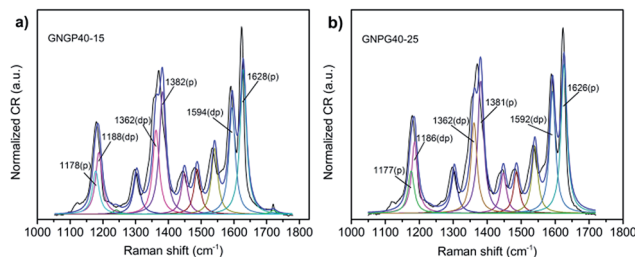 a)
GNGP40-15
1628(p)
1382(p)
1594(dp)
1362(dp)
1188(dp)
1178(p)
Normalized CR (a.u.)
1000 1100 1200 1300 1400 1500 1600 1700 1800
Raman shift (cm⁻¹)
b)
GNPG40-25
1626(p)
1381(p)
1592(dp)
1362(dp)
1186(dp)
1177(p)
Normalized CR (a.u.)
1000 1100 1200 1300 1400 1500 1600 1700 1800
Raman shift (cm⁻¹)